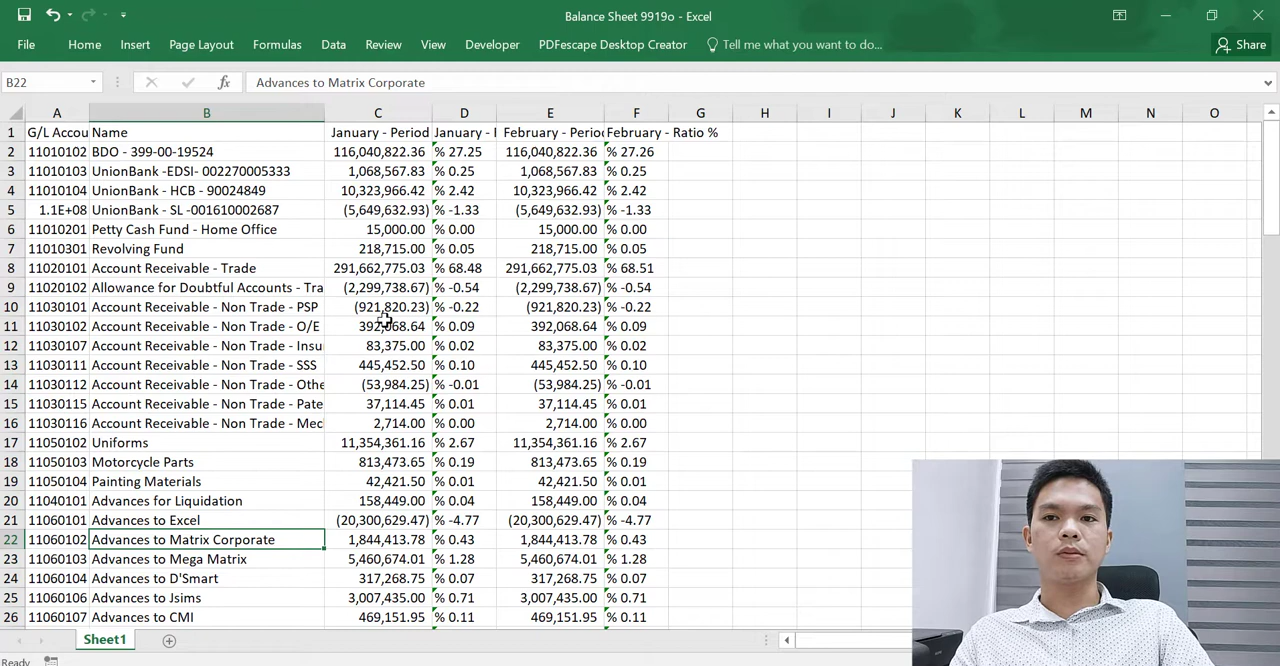 Balance Sheet 9919o - Excel
File Home Insert Page Layout Formulas Data Review View Developer PDFescape Desktop Creator Tell me what you want to do... Share
B22 fx Advances to Matrix Corporate
A B C D E F G H I J K L M N O
1 G/L Accou Name January - Period January - February - Perio February - Ratio %
2 11010102 BDO - 399-00-19524 116,040,822.36 % 27.25 116,040,822.36 % 27.26
3 11010103 UnionBank -EDSI- 002270005333 1,068,567.83 % 0.25 1,068,567.83 % 0.25
4 11010104 UnionBank - HCB - 90024849 10,323,966.42 % 2.42 10,323,966.42 % 2.42
5 1.1E+08 UnionBank - SL -001610002687 (5,649,632.93) % -1.33 (5,649,632.93) % -1.33
6 11010201 Petty Cash Fund - Home Office 15,000.00 % 0.00 15,000.00 % 0.00
7 11010301 Revolving Fund 218,715.00 % 0.05 218,715.00 % 0.05
8 11020101 Account Receivable - Trade 291,662,775.03 % 68.48 291,662,775.03 % 68.51
9 11020102 Allowance for Doubtful Accounts - Tra (2,299,738.67) % -0.54 (2,299,738.67) % -0.54
10 11030101 Account Receivable - Non Trade - PSP (921,820.23) % -0.22 (921,820.23) % -0.22
11 11030102 Account Receivable - Non Trade - O/E 392,068.64 % 0.09 392,068.64 % 0.09
12 11030107 Account Receivable - Non Trade - Insu 83,375.00 % 0.02 83,375.00 % 0.02
13 11030111 Account Receivable - Non Trade - SSS 445,452.50 % 0.10 445,452.50 % 0.10
14 11030112 Account Receivable - Non Trade - Othe (53,984.25) % -0.01 (53,984.25) % -0.01
15 11030115 Account Receivable - Non Trade - Pate 37,114.45 % 0.01 37,114.45 % 0.01
16 11030116 Account Receivable - Non Trade - Mec 2,714.00 % 0.00 2,714.00 % 0.00
17 11050102 Uniforms 11,354,361.16 % 2.67 11,354,361.16 % 2.67
18 11050103 Motorcycle Parts 813,473.65 % 0.19 813,473.65 % 0.19
19 11050104 Painting Materials 42,421.50 % 0.01 42,421.50 % 0.01
20 11040101 Advances for Liquidation 158,449.00 % 0.04 158,449.00 % 0.04
21 11060101 Advances to Excel (20,300,629.47) % -4.77 (20,300,629.47) % -4.77
22 11060102 Advances to Matrix Corporate 1,844,413.78 % 0.43 1,844,413.78 % 0.43
23 11060103 Advances to Mega Matrix 5,460,674.01 % 1.28 5,460,674.01 % 1.28
24 11060104 Advances to D'Smart 317,268.75 % 0.07 317,268.75 % 0.07
25 11060106 Advances to Jsims 3,007,435.00 % 0.71 3,007,435.00 % 0.71
26 11060107 Advances to CMI 469,151.95 % 0.11 469,151.95 % 0.11
Sheet1
Ready